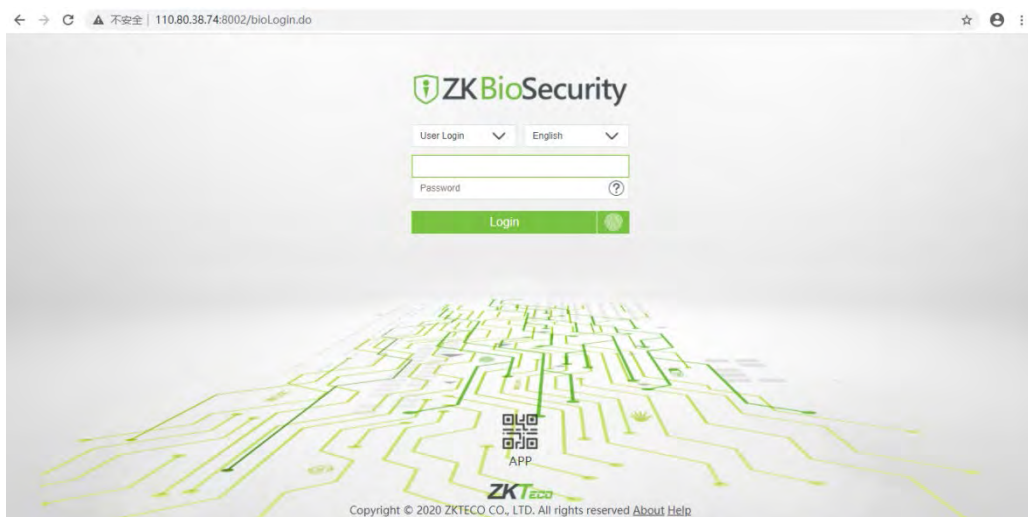 不安全 | 110.80.38.74:8002/bioLogin.do
ZKBioSecurity
User Login English
Password ?
Login
APP
ZKTECO
Copyright © 2020 ZKTECO CO., LTD. All rights reserved About Help